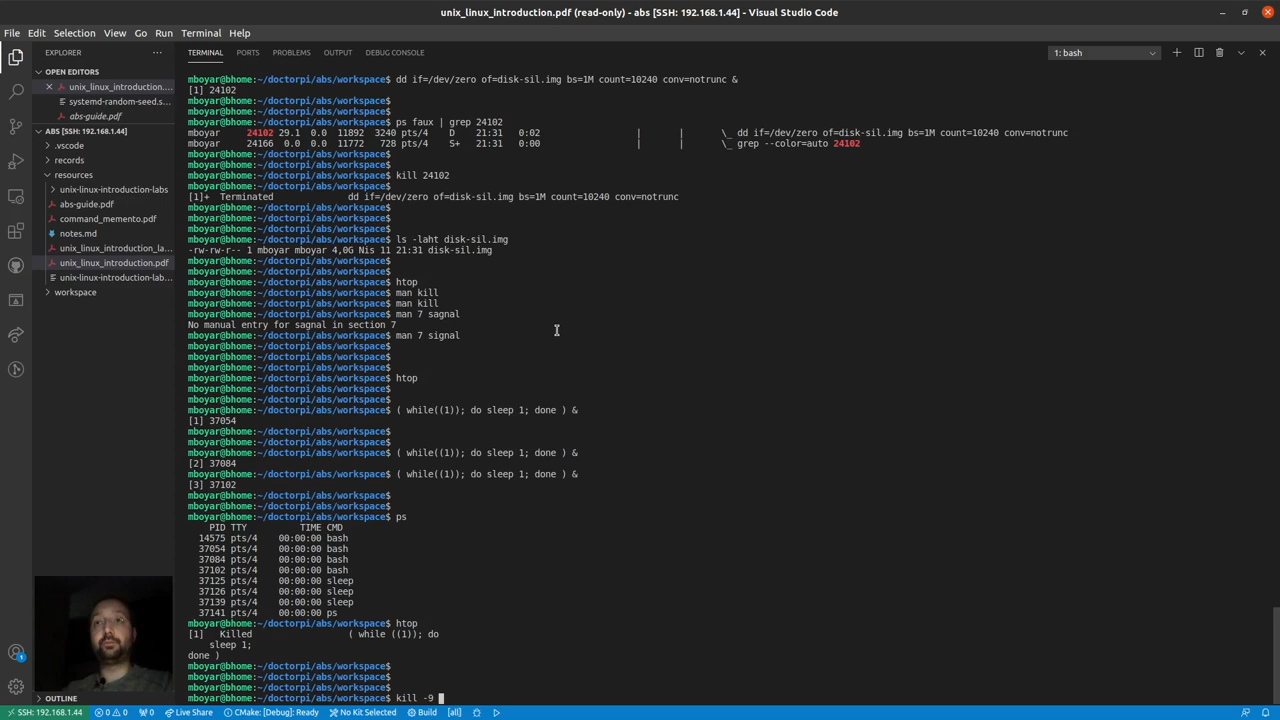 unix_linux_introduction.pdf (read-only) - abs [SSH: 192.168.1.44] - Visual Studio Code
File Edit Selection View Go Run Terminal Help
EXPLORER
OPEN EDITORS
unix_linux_introduction....
systemd-random-seed.s...
abs-guide.pdf
ABS [SSH: 192.168.1.44]
.vscode
records
resources
unix-linux-introduction-labs
abs-guide.pdf
command_memento.pdf
notes.md
unix_linux_introduction_la...
unix_linux_introduction.pdf
unix-linux-introduction-lab...
workspace
OUTLINE
TERMINAL PORTS PROBLEMS OUTPUT DEBUG CONSOLE
1: bash
mboyar@bhome:~/doctorpi/abs/workspace$ dd if=/dev/zero of=disk-sil.img bs=1M count=10240 conv=notrunc &
[1] 24102
mboyar@bhome:~/doctorpi/abs/workspace$
mboyar@bhome:~/doctorpi/abs/workspace$
mboyar@bhome:~/doctorpi/abs/workspace$ ps faux | grep 24102
mboyar 24102 29.1 0.0 11892 3240 pts/4 D 21:31 0:02 | | \_ dd if=/dev/zero of=disk-sil.img bs=1M count=10240 conv=notrunc
mboyar 24166 0.0 0.0 11772 728 pts/4 S+ 21:31 0:00 | | \_ grep --color=auto 24102
mboyar@bhome:~/doctorpi/abs/workspace$
mboyar@bhome:~/doctorpi/abs/workspace$
mboyar@bhome:~/doctorpi/abs/workspace$ kill 24102
mboyar@bhome:~/doctorpi/abs/workspace$
[1]+ Terminated dd if=/dev/zero of=disk-sil.img bs=1M count=10240 conv=notrunc
mboyar@bhome:~/doctorpi/abs/workspace$
mboyar@bhome:~/doctorpi/abs/workspace$
mboyar@bhome:~/doctorpi/abs/workspace$
mboyar@bhome:~/doctorpi/abs/workspace$ ls -laht disk-sil.img
-rw-rw-r-- 1 mboyar mboyar 4,0G Nis 11 21:31 disk-sil.img
mboyar@bhome:~/doctorpi/abs/workspace$
mboyar@bhome:~/doctorpi/abs/workspace$
mboyar@bhome:~/doctorpi/abs/workspace$ htop
mboyar@bhome:~/doctorpi/abs/workspace$ man kill
mboyar@bhome:~/doctorpi/abs/workspace$ man kill
mboyar@bhome:~/doctorpi/abs/workspace$ man 7 sagnal
No manual entry for sagnal in section 7
mboyar@bhome:~/doctorpi/abs/workspace$ man 7 signal
mboyar@bhome:~/doctorpi/abs/workspace$
mboyar@bhome:~/doctorpi/abs/workspace$
mboyar@bhome:~/doctorpi/abs/workspace$
mboyar@bhome:~/doctorpi/abs/workspace$ htop
mboyar@bhome:~/doctorpi/abs/workspace$
mboyar@bhome:~/doctorpi/abs/workspace$
mboyar@bhome:~/doctorpi/abs/workspace$ ( while((1)); do sleep 1; done ) &
[1] 37054
mboyar@bhome:~/doctorpi/abs/workspace$
mboyar@bhome:~/doctorpi/abs/workspace$
mboyar@bhome:~/doctorpi/abs/workspace$ ( while((1)); do sleep 1; done ) &
[2] 37084
mboyar@bhome:~/doctorpi/abs/workspace$ ( while((1)); do sleep 1; done ) &
[3] 37102
mboyar@bhome:~/doctorpi/abs/workspace$
mboyar@bhome:~/doctorpi/abs/workspace$
mboyar@bhome:~/doctorpi/abs/workspace$ ps
PID TTY TIME CMD
14575 pts/4 00:00:00 bash
37054 pts/4 00:00:00 bash
37084 pts/4 00:00:00 bash
37102 pts/4 00:00:00 bash
37125 pts/4 00:00:00 sleep
37126 pts/4 00:00:00 sleep
37139 pts/4 00:00:00 sleep
37141 pts/4 00:00:00 ps
mboyar@bhome:~/doctorpi/abs/workspace$ htop
[1] Killed ( while ((1)); do
sleep 1;
done )
mboyar@bhome:~/doctorpi/abs/workspace$
mboyar@bhome:~/doctorpi/abs/workspace$
mboyar@bhome:~/doctorpi/abs/workspace$
mboyar@bhome:~/doctorpi/abs/workspace$ kill -9
1
SSH: 192.168.1.44 0 0 0 Live Share CMake: [Debug]: Ready No Kit Selected Build [all]